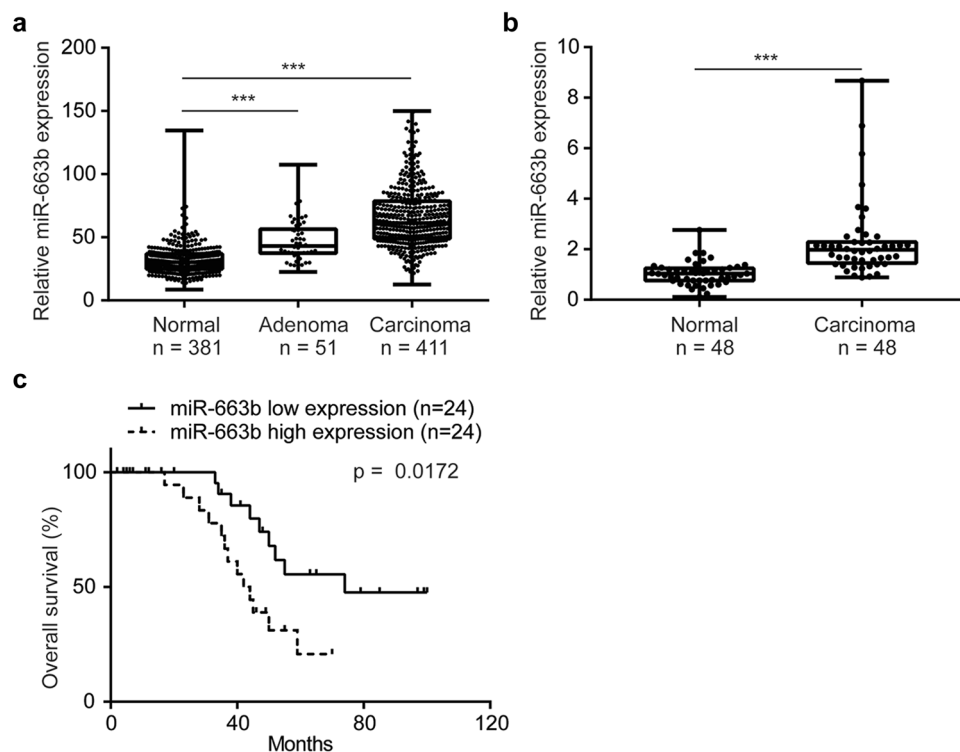 a
Relative miR-663b expression
200
150
100
50
0
***
***
Normal
n = 381
Adenoma
n = 51
Carcinoma
n = 411
b
Relative miR-663b expression
10
8
6
4
2
0
***
Normal
n = 48
Carcinoma
n = 48
c
miR-663b low expression (n=24)
miR-663b high expression (n=24)
p = 0.0172
Overall survival (%)
100
50
0
0
40
80
120
Months